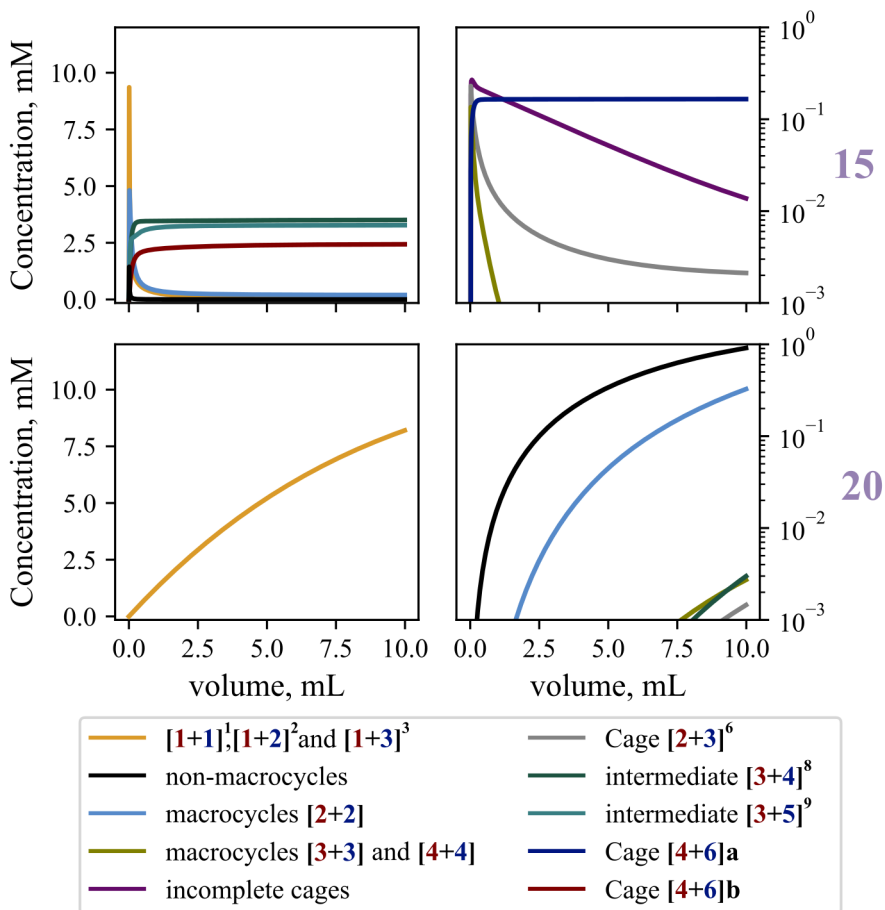 Concentration, mM
10.0
7.5
5.0
2.5
0.0
10⁰
10⁻¹
10⁻²
10⁻³
15
Concentration, mM
10.0
7.5
5.0
2.5
0.0
10⁰
10⁻¹
10⁻²
10⁻³
20
0.0 2.5 5.0 7.5 10.0 0.0 2.5 5.0 7.5 10.0
volume, mL volume, mL
[1+1]¹;[1+2]² and [1+3]³
non-macrocycles
macrocycles [2+2]
macrocycles [3+3] and [4+4]
incomplete cages
Cage [2+3]⁶
intermediate [3+4]⁸
intermediate [3+5]⁹
Cage [4+6]a
Cage [4+6]b